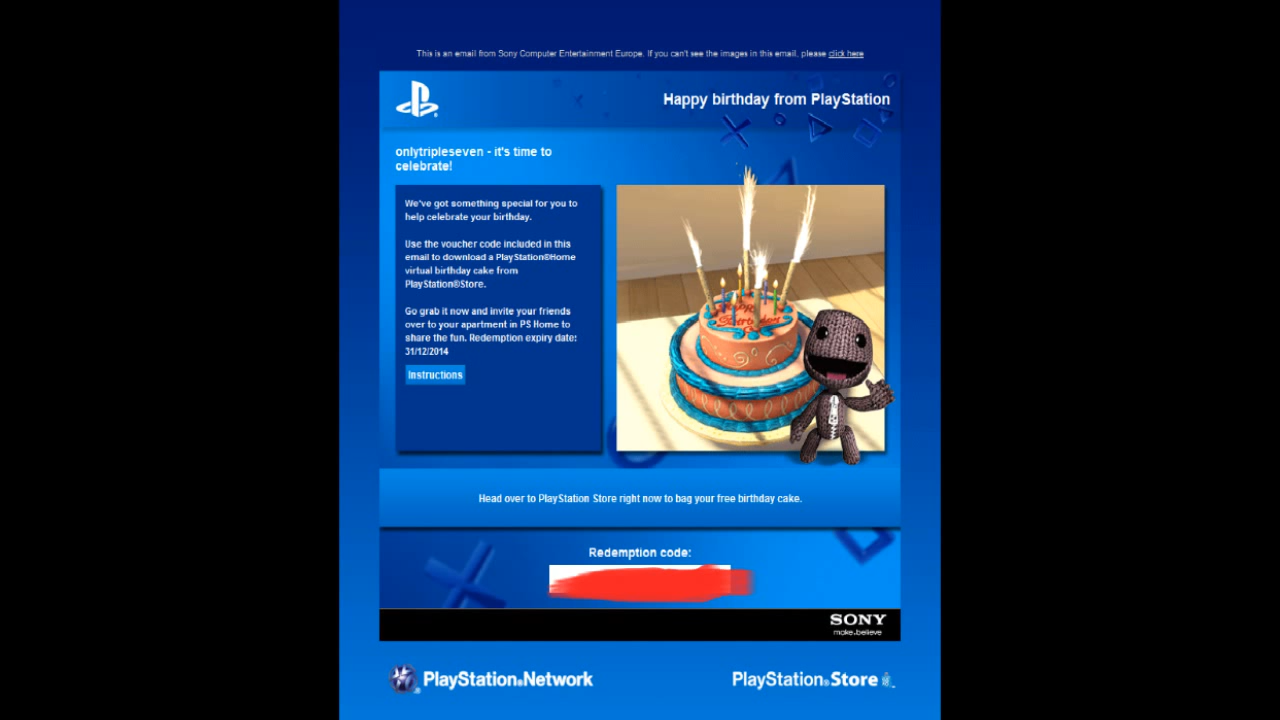 This is an email from Sony Computer Entertainment Europe. If you can't see the images in this email, please click here
Happy birthday from PlayStation
onlytripleseven - it's time to
celebrate!
We've got something special for you to
help celebrate your birthday.
Use the voucher code included in this
email to download a PlayStation®Home
virtual birthday cake from
PlayStation®Store.
Go grab it now and invite your friends
over to your apartment in PS Home to
share the fun. Redemption expiry date:
31/12/2014
Instructions
Happy
Birthday
Head over to PlayStation Store right now to bag your free birthday cake.
Redemption code:
SONY
make.believe
PlayStation®Network
PlayStation®Store